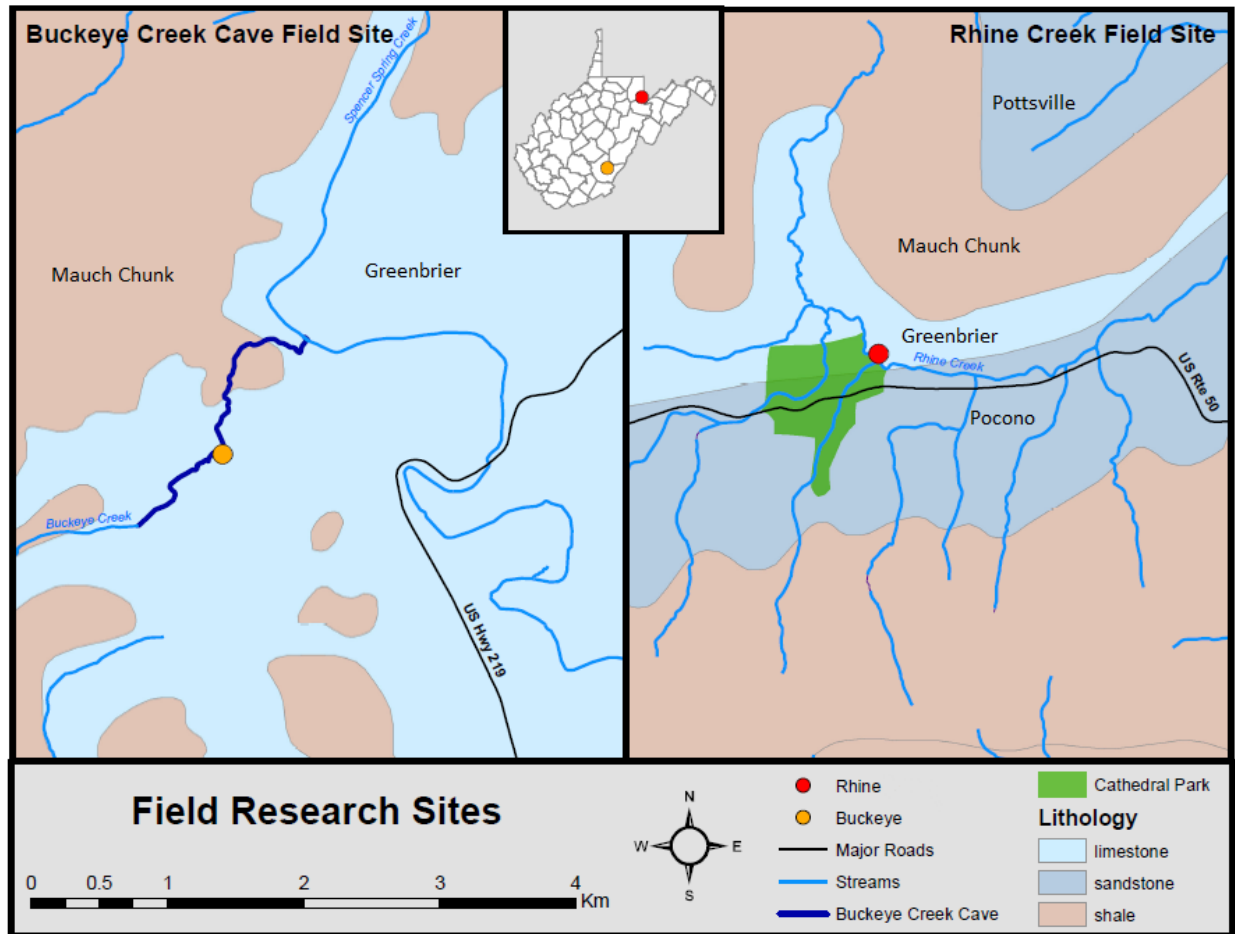 Buckeye Creek Cave Field Site
Spencer Spring Creek
Mauch Chunk
Greenbrier
Buckeye Creek
US Hwy 219
Rhine Creek Field Site
Pottsville
Mauch Chunk
Greenbrier
Rhine Creek
US Rte 50
Pocono
Field Research Sites
0 0.5 1 2 3 4
Km
N
W E
S
Rhine
Buckeye
Major Roads
Streams
Buckeye Creek Cave
Cathedral Park
Lithology
limestone
sandstone
shale